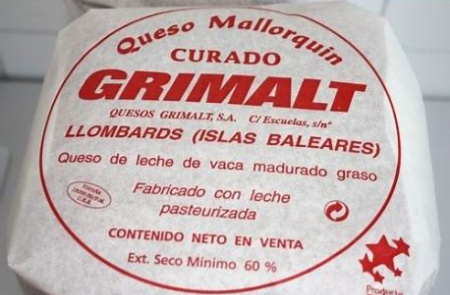 Queso Mallorquin
CURADO
GRIMALT
QUESOS GRIMALT, S.A. C/ Escuelas, s/nº
LLOMBARDS (ISLAS BALEARES)
Queso de leche de vaca madurado graso
Fabricado con leche
pasteurizada
CONTENIDO NETO EN VENTA
Ext. Seco Mínimo 60 %